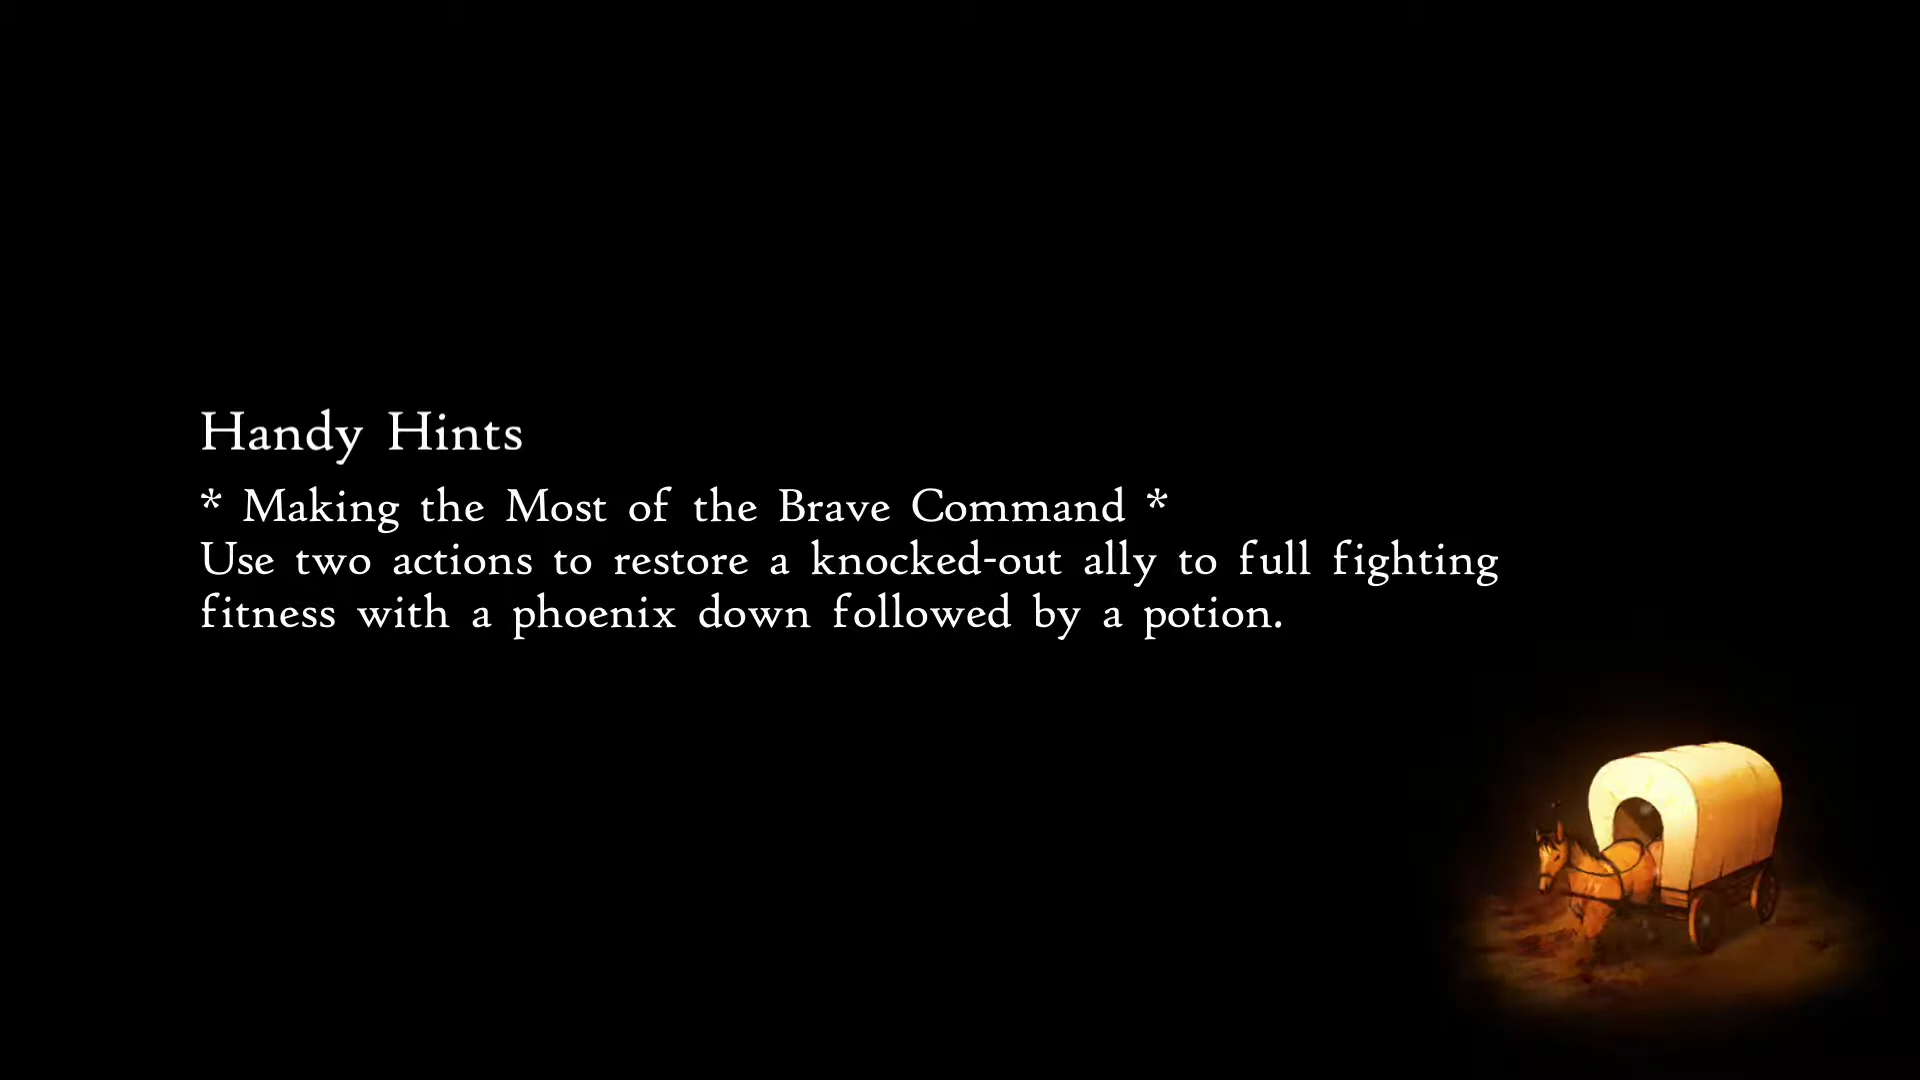 Handy Hints
* Making the Most of the Brave Command *
Use two actions to restore a knocked-out ally to full fighting
fitness with a phoenix down followed by a potion.